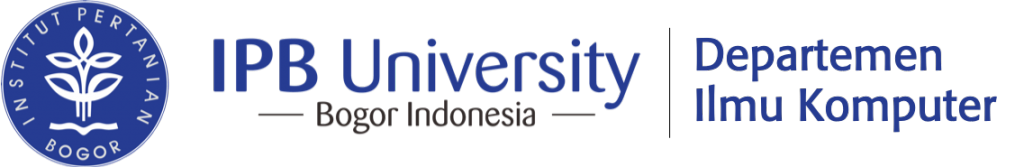 INSTITUT PERTANIAN
BOGOR
IPB University
Bogor Indonesia
Departemen
Ilmu Komputer